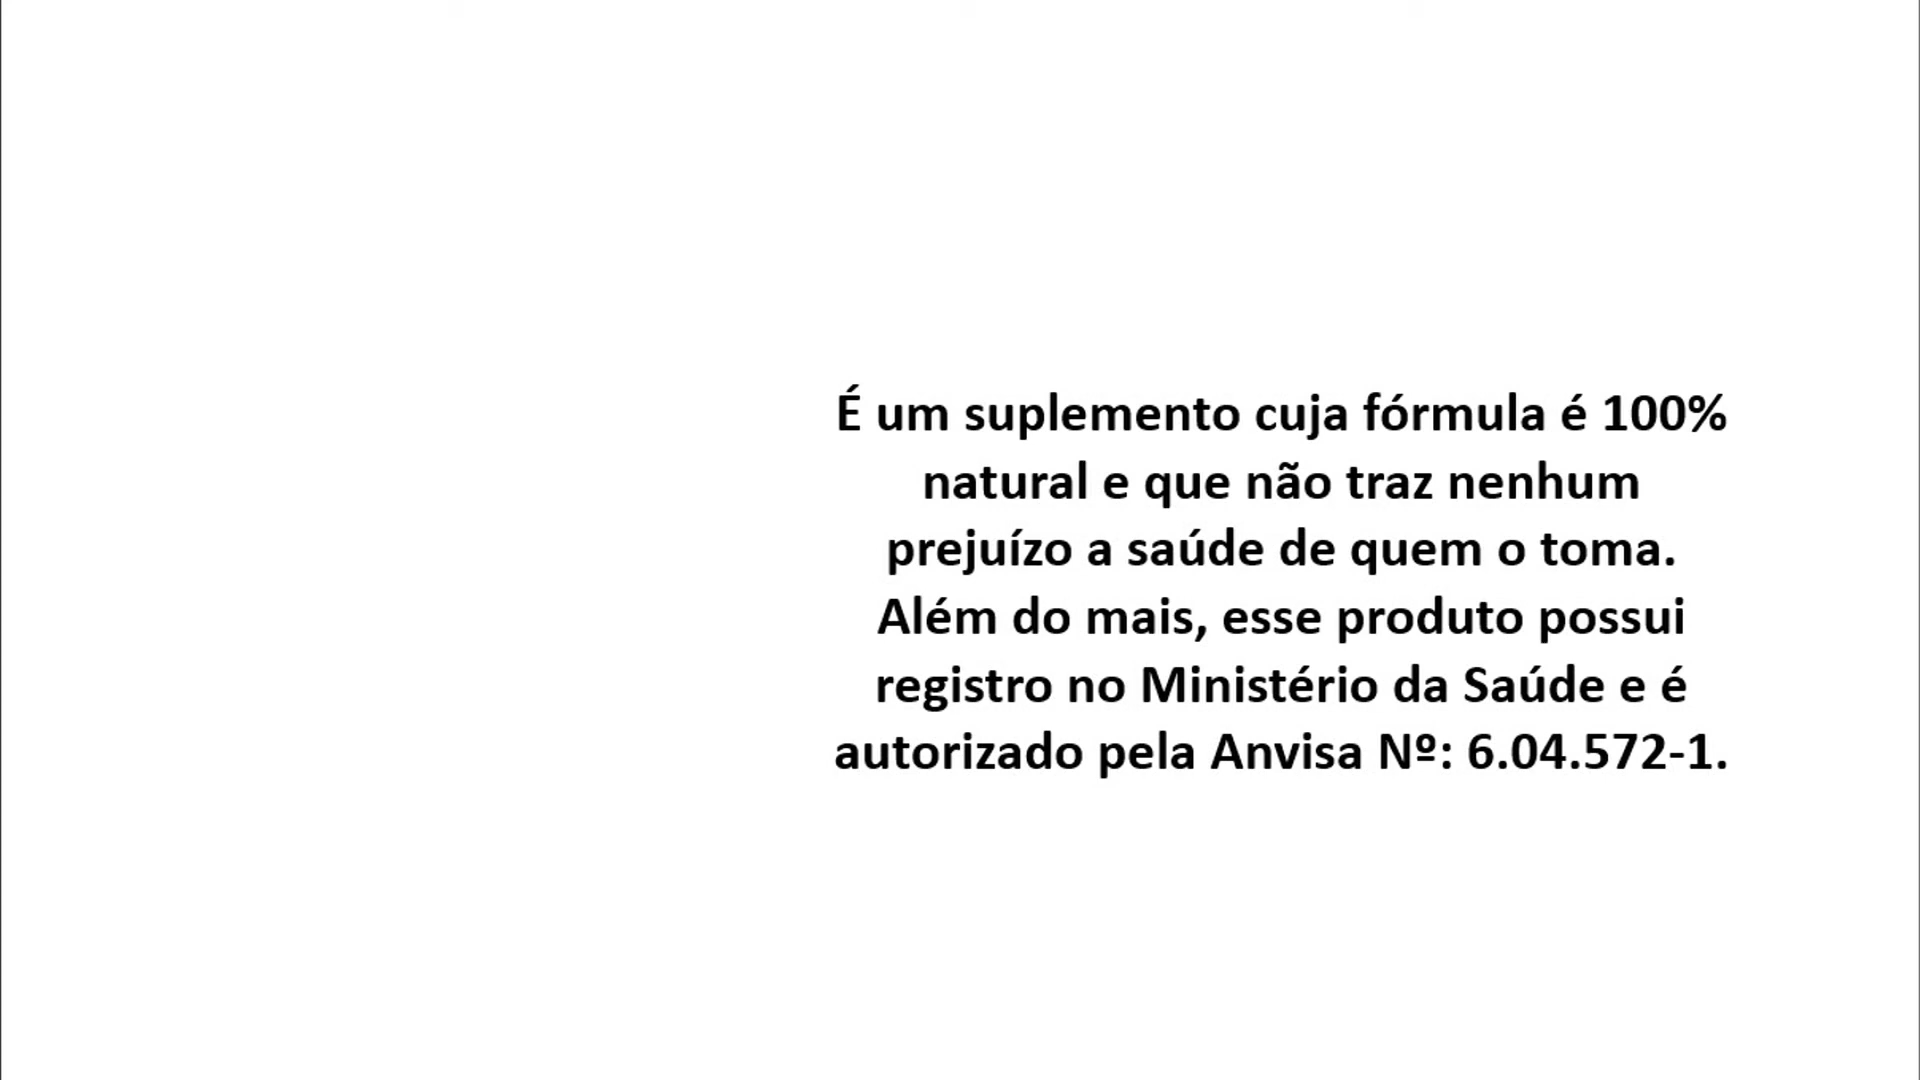 É um suplemento cuja fórmula é 100%
natural e que não traz nenhum
prejuízo a saúde de quem o toma.
Além do mais, esse produto possui
registro no Ministério da Saúde e é
autorizado pela Anvisa Nº: 6.04.572-1.